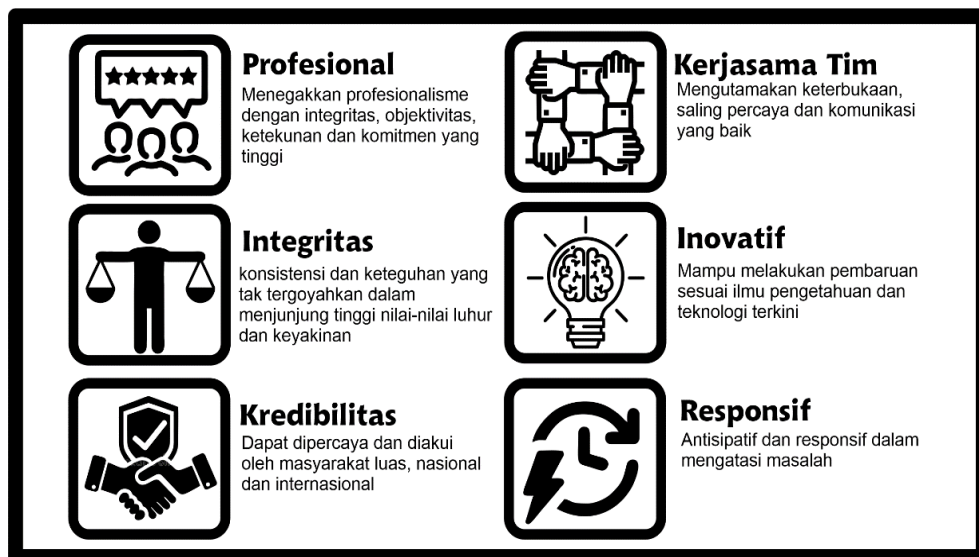 Profesional
Menegakkan profesionalisme
dengan integritas, objektivitas,
ketekunan dan komitmen yang
tinggi
Kerjasama Tim
Mengutamakan keterbukaan,
saling percaya dan komunikasi
yang baik
Integritas
konsistensi dan keteguhan yang
tak tergoyahkan dalam
menjunjung tinggi nilai-nilai luhur
dan keyakinan
Inovatif
Mampu melakukan pembaruan
sesuai ilmu pengetahuan dan
teknologi terkini
Kredibilitas
Dapat dipercaya dan diakui
oleh masyarakat luas, nasional
dan internasional
Responsif
Antisipatif dan responsif dalam
mengatasi masalah